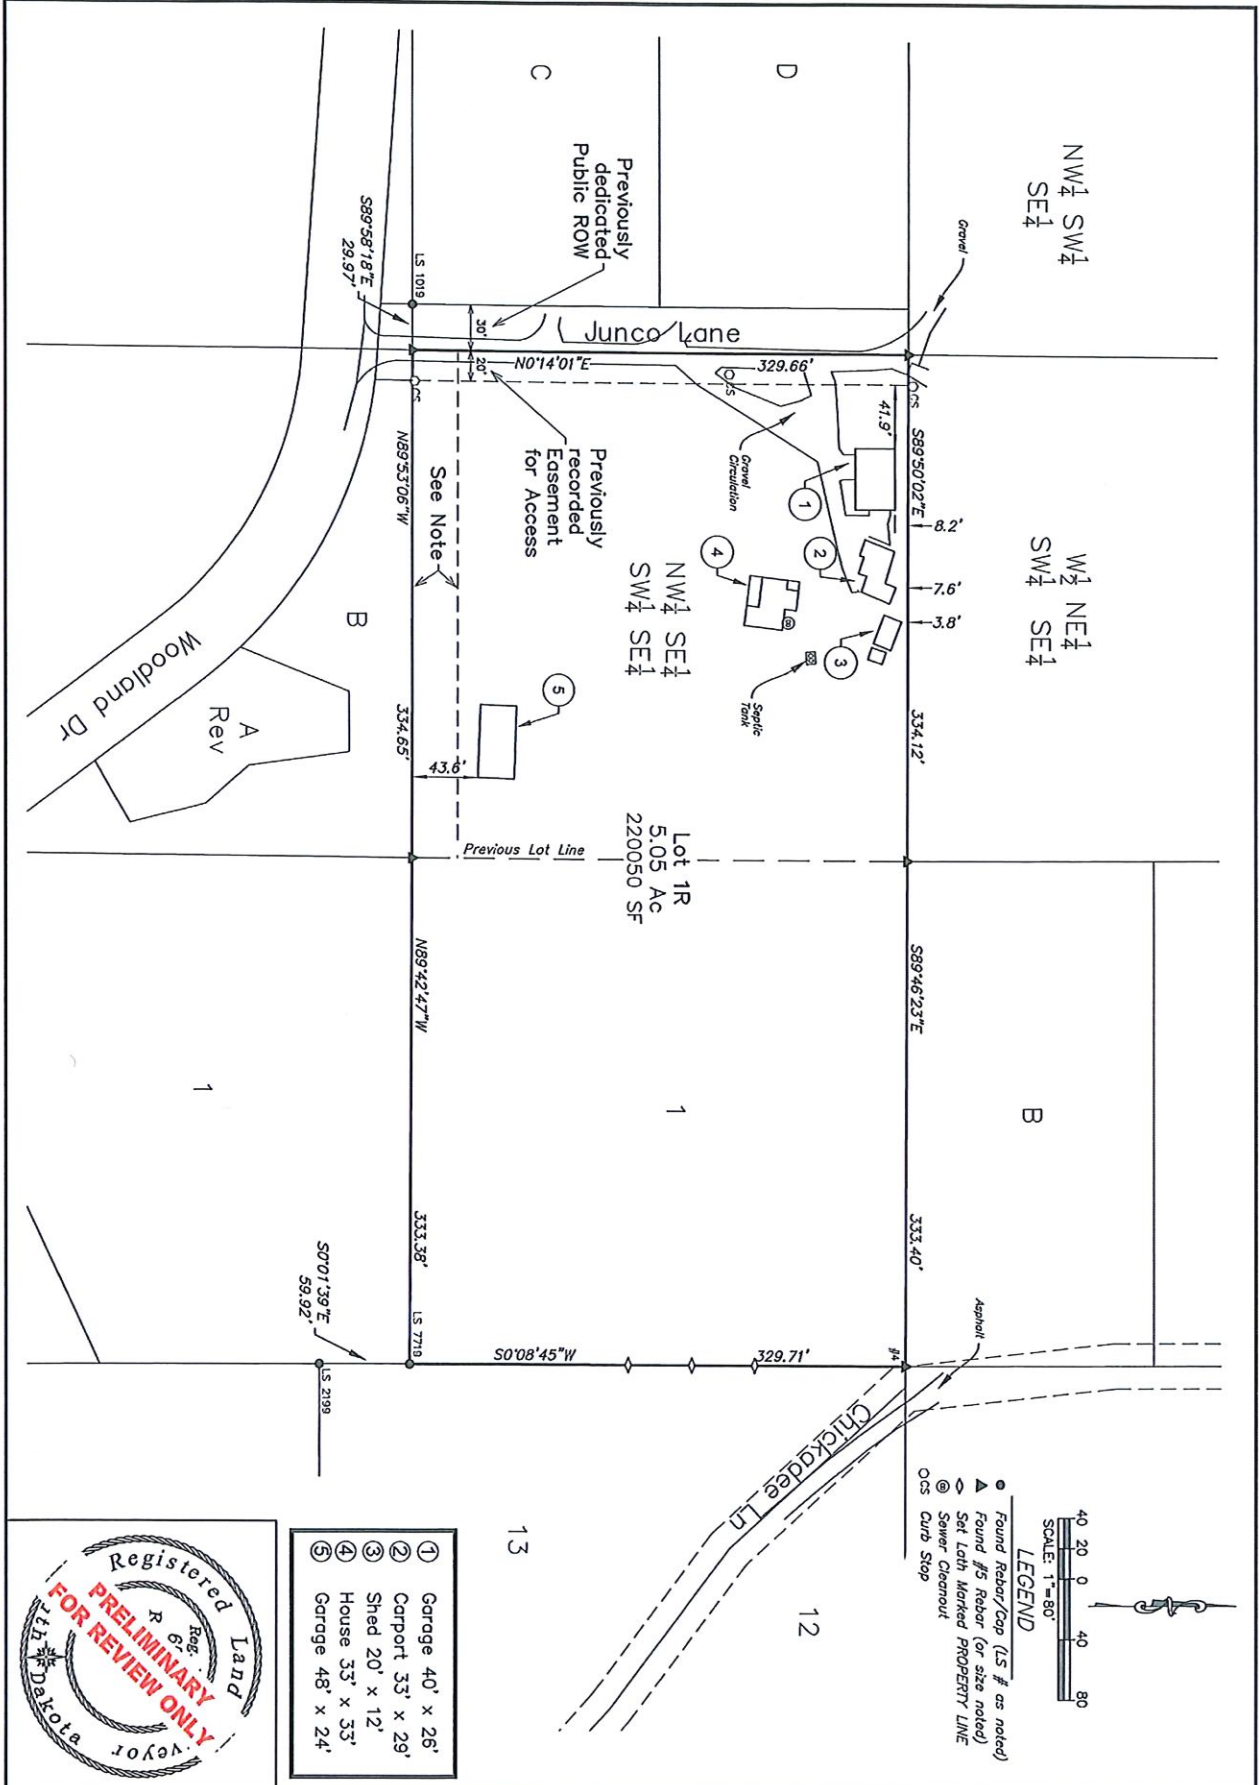 NW¼ SW¼
SE¼
W½ NE¼
SW¼ SE¼
B
D
C
Gravel
Previously
dedicated
Public ROW
Junco Lane
30'
20'
N0°14'01"E
329.66'
LS 1019
S89°58'18"E
29.97'
CS
CS
CS
41.9'
S89°50'02"E
8.2'
7.6'
3.8'
334.12'
S89°46'23"E
333.40'
Gravel
Circulation
1
2
3
4
5
Septic
Tank
Previously
recorded
Easement
for Access
NW¼ SE¼
SW¼ SE¼
See Note
N89°53'06"W
334.65'
43.6'
Previous Lot Line
Lot 1R
5.05 Ac
220050 SF
1
N89°42'47"W
333.38'
LS 7719
S0°08'45"W
329.71'
#4
Asphalt
Chickadee Ln
12
13
B
A
Rev
Woodland Dr
1
S0°01'39"E
59.92'
LS 2199
40 20 0 40 80
SCALE: 1"=80'
LEGEND
Found Rebar/Cap (LS # as noted)
Found #5 Rebar (or size noted)
Set Lath Marked PROPERTY LINE
Sewer Cleanout
CS Curb Stop
1 Garage 40' x 26'
2 Carport 33' x 29'
3 Shed 20' x 12'
4 House 33' x 33'
5 Garage 48' x 24'
Registered Land
Reg.
PRELIMINARY
FOR REVIEW ONLY
Dakota